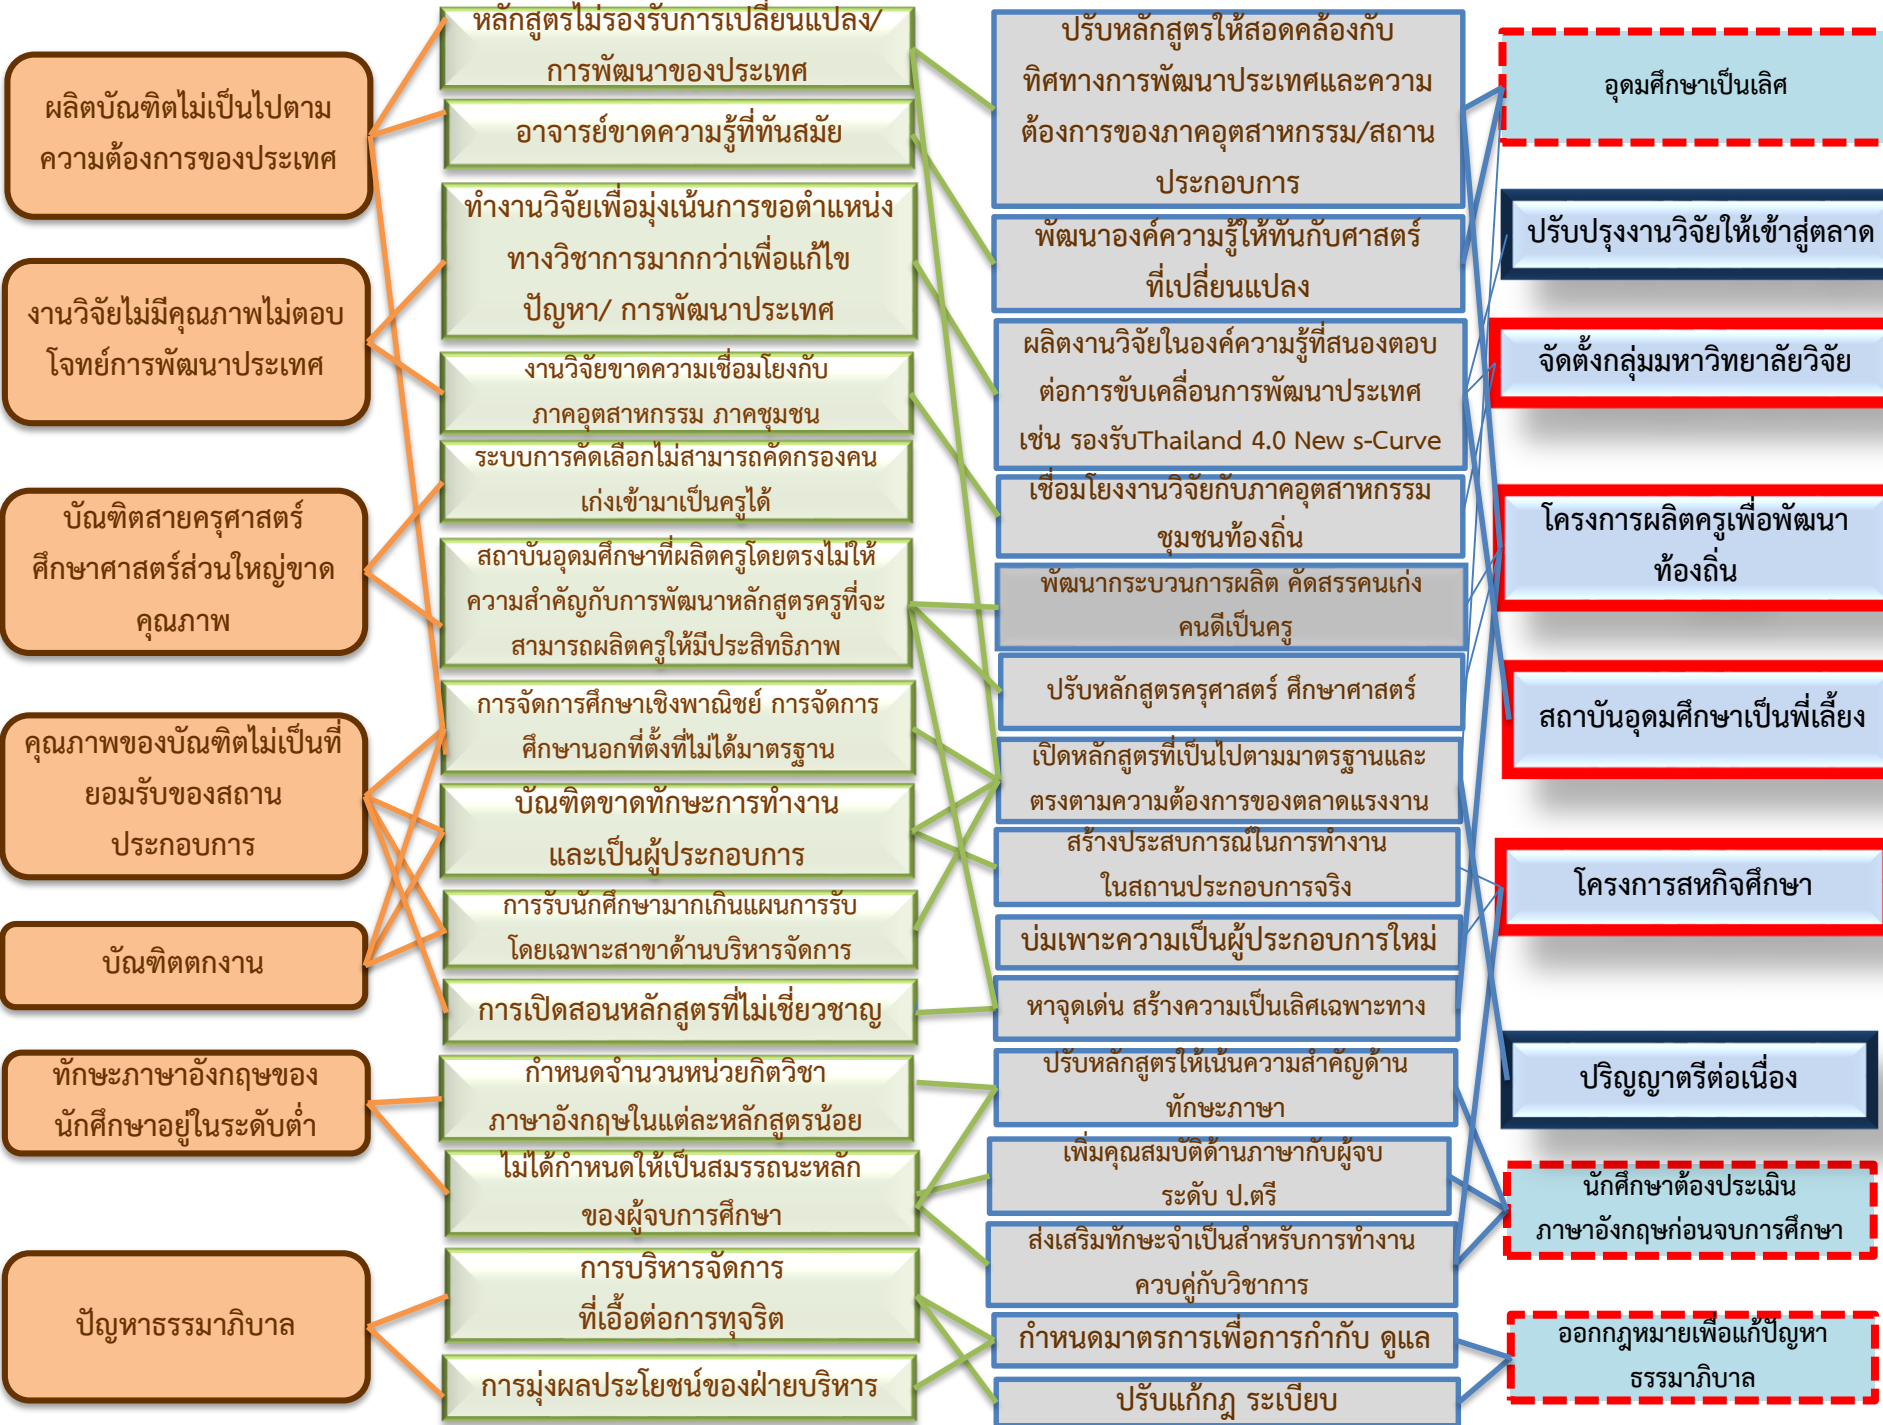 ผลิตบัณฑิตไม่เป็นไปตาม
ความต้องการของประเทศ
งานวิจัยไม่มีคุณภาพไม่ตอบ
โจทย์การพัฒนาประเทศ
บัณฑิตสายครุศาสตร์
ศึกษาศาสตร์ส่วนใหญ่ขาด
คุณภาพ
คุณภาพของบัณฑิตไม่เป็นที่
ยอมรับของสถาน
ประกอบการ
บัณฑิตตกงาน
ทักษะภาษาอังกฤษของ
นักศึกษาอยู่ในระดับต่ำ
ปัญหาธรรมาภิบาล
หลักสูตรไม่รองรับการเปลี่ยนแปลง/
การพัฒนาของประเทศ
อาจารย์ขาดความรู้ที่ทันสมัย
ทำงานวิจัยเพื่อมุ่งเน้นการขอตำแหน่ง
ทางวิชาการมากกว่าเพื่อแก้ไข
ปัญหา/ การพัฒนาประเทศ
งานวิจัยขาดความเชื่อมโยงกับ
ภาคอุตสาหกรรม ภาคชุมชน
ระบบการคัดเลือกไม่สามารถคัดกรองคน
เก่งเข้ามาเป็นครูได้
สถาบันอุดมศึกษาที่ผลิตครูโดยตรงไม่ให้
ความสำคัญกับการพัฒนาหลักสูตรครูที่จะ
สามารถผลิตครูให้มีประสิทธิภาพ
การจัดการศึกษาเชิงพาณิชย์ การจัดการ
ศึกษานอกที่ตั้งที่ไม่ได้มาตรฐาน
บัณฑิตขาดทักษะการทำงาน
และเป็นผู้ประกอบการ
การรับนักศึกษามากเกินแผนการรับ
โดยเฉพาะสาขาด้านบริหารจัดการ
การเปิดสอนหลักสูตรที่ไม่เชี่ยวชาญ
กำหนดจำนวนหน่วยกิตวิชา
ภาษาอังกฤษในแต่ละหลักสูตรน้อย
ไม่ได้กำหนดให้เป็นสมรรถนะหลัก
ของผู้จบการศึกษา
การบริหารจัดการ
ที่เอื้อต่อการทุจริต
การมุ่งผลประโยชน์ของฝ่ายบริหาร
ปรับหลักสูตรให้สอดคล้องกับ
ทิศทางการพัฒนาประเทศและความ
ต้องการของภาคอุตสาหกรรม/สถาน
ประกอบการ
พัฒนาองค์ความรู้ให้ทันกับศาสตร์
ที่เปลี่ยนแปลง
ผลิตงานวิจัยในองค์ความรู้ที่สนองตอบ
ต่อการขับเคลื่อนการพัฒนาประเทศ
เช่น รองรับThailand 4.0 New s-Curve
เชื่อมโยงงานวิจัยกับภาคอุตสาหกรรม
ชุมชนท้องถิ่น
พัฒนากระบวนการผลิต คัดสรรคนเก่ง
คนดีเป็นครู
ปรับหลักสูตรครุศาสตร์ ศึกษาศาสตร์
เปิดหลักสูตรที่เป็นไปตามมาตรฐานและ
ตรงตามความต้องการของตลาดแรงงาน
สร้างประสบการณ์ในการทำงาน
ในสถานประกอบการจริง
บ่มเพาะความเป็นผู้ประกอบการใหม่
หาจุดเด่น สร้างความเป็นเลิศเฉพาะทาง
ปรับหลักสูตรให้เน้นความสำคัญด้าน
ทักษะภาษา
เพิ่มคุณสมบัติด้านภาษากับผู้จบ
ระดับ ป.ตรี
ส่งเสริมทักษะจำเป็นสำหรับการทำงาน
ควบคู่กับวิชาการ
กำหนดมาตรการเพื่อการกำกับ ดูแล
ปรับแก้กฎ ระเบียบ
อุดมศึกษาเป็นเลิศ
ปรับปรุงงานวิจัยให้เข้าสู่ตลาด
จัดตั้งกลุ่มมหาวิทยาลัยวิจัย
โครงการผลิตครูเพื่อพัฒนา
ท้องถิ่น
สถาบันอุดมศึกษาเป็นพี่เลี้ยง
โครงการสหกิจศึกษา
ปริญญาตรีต่อเนื่อง
นักศึกษาต้องประเมิน
ภาษาอังกฤษก่อนจบการศึกษา
ออกกฎหมายเพื่อแก้ปัญหา
ธรรมาภิบาล